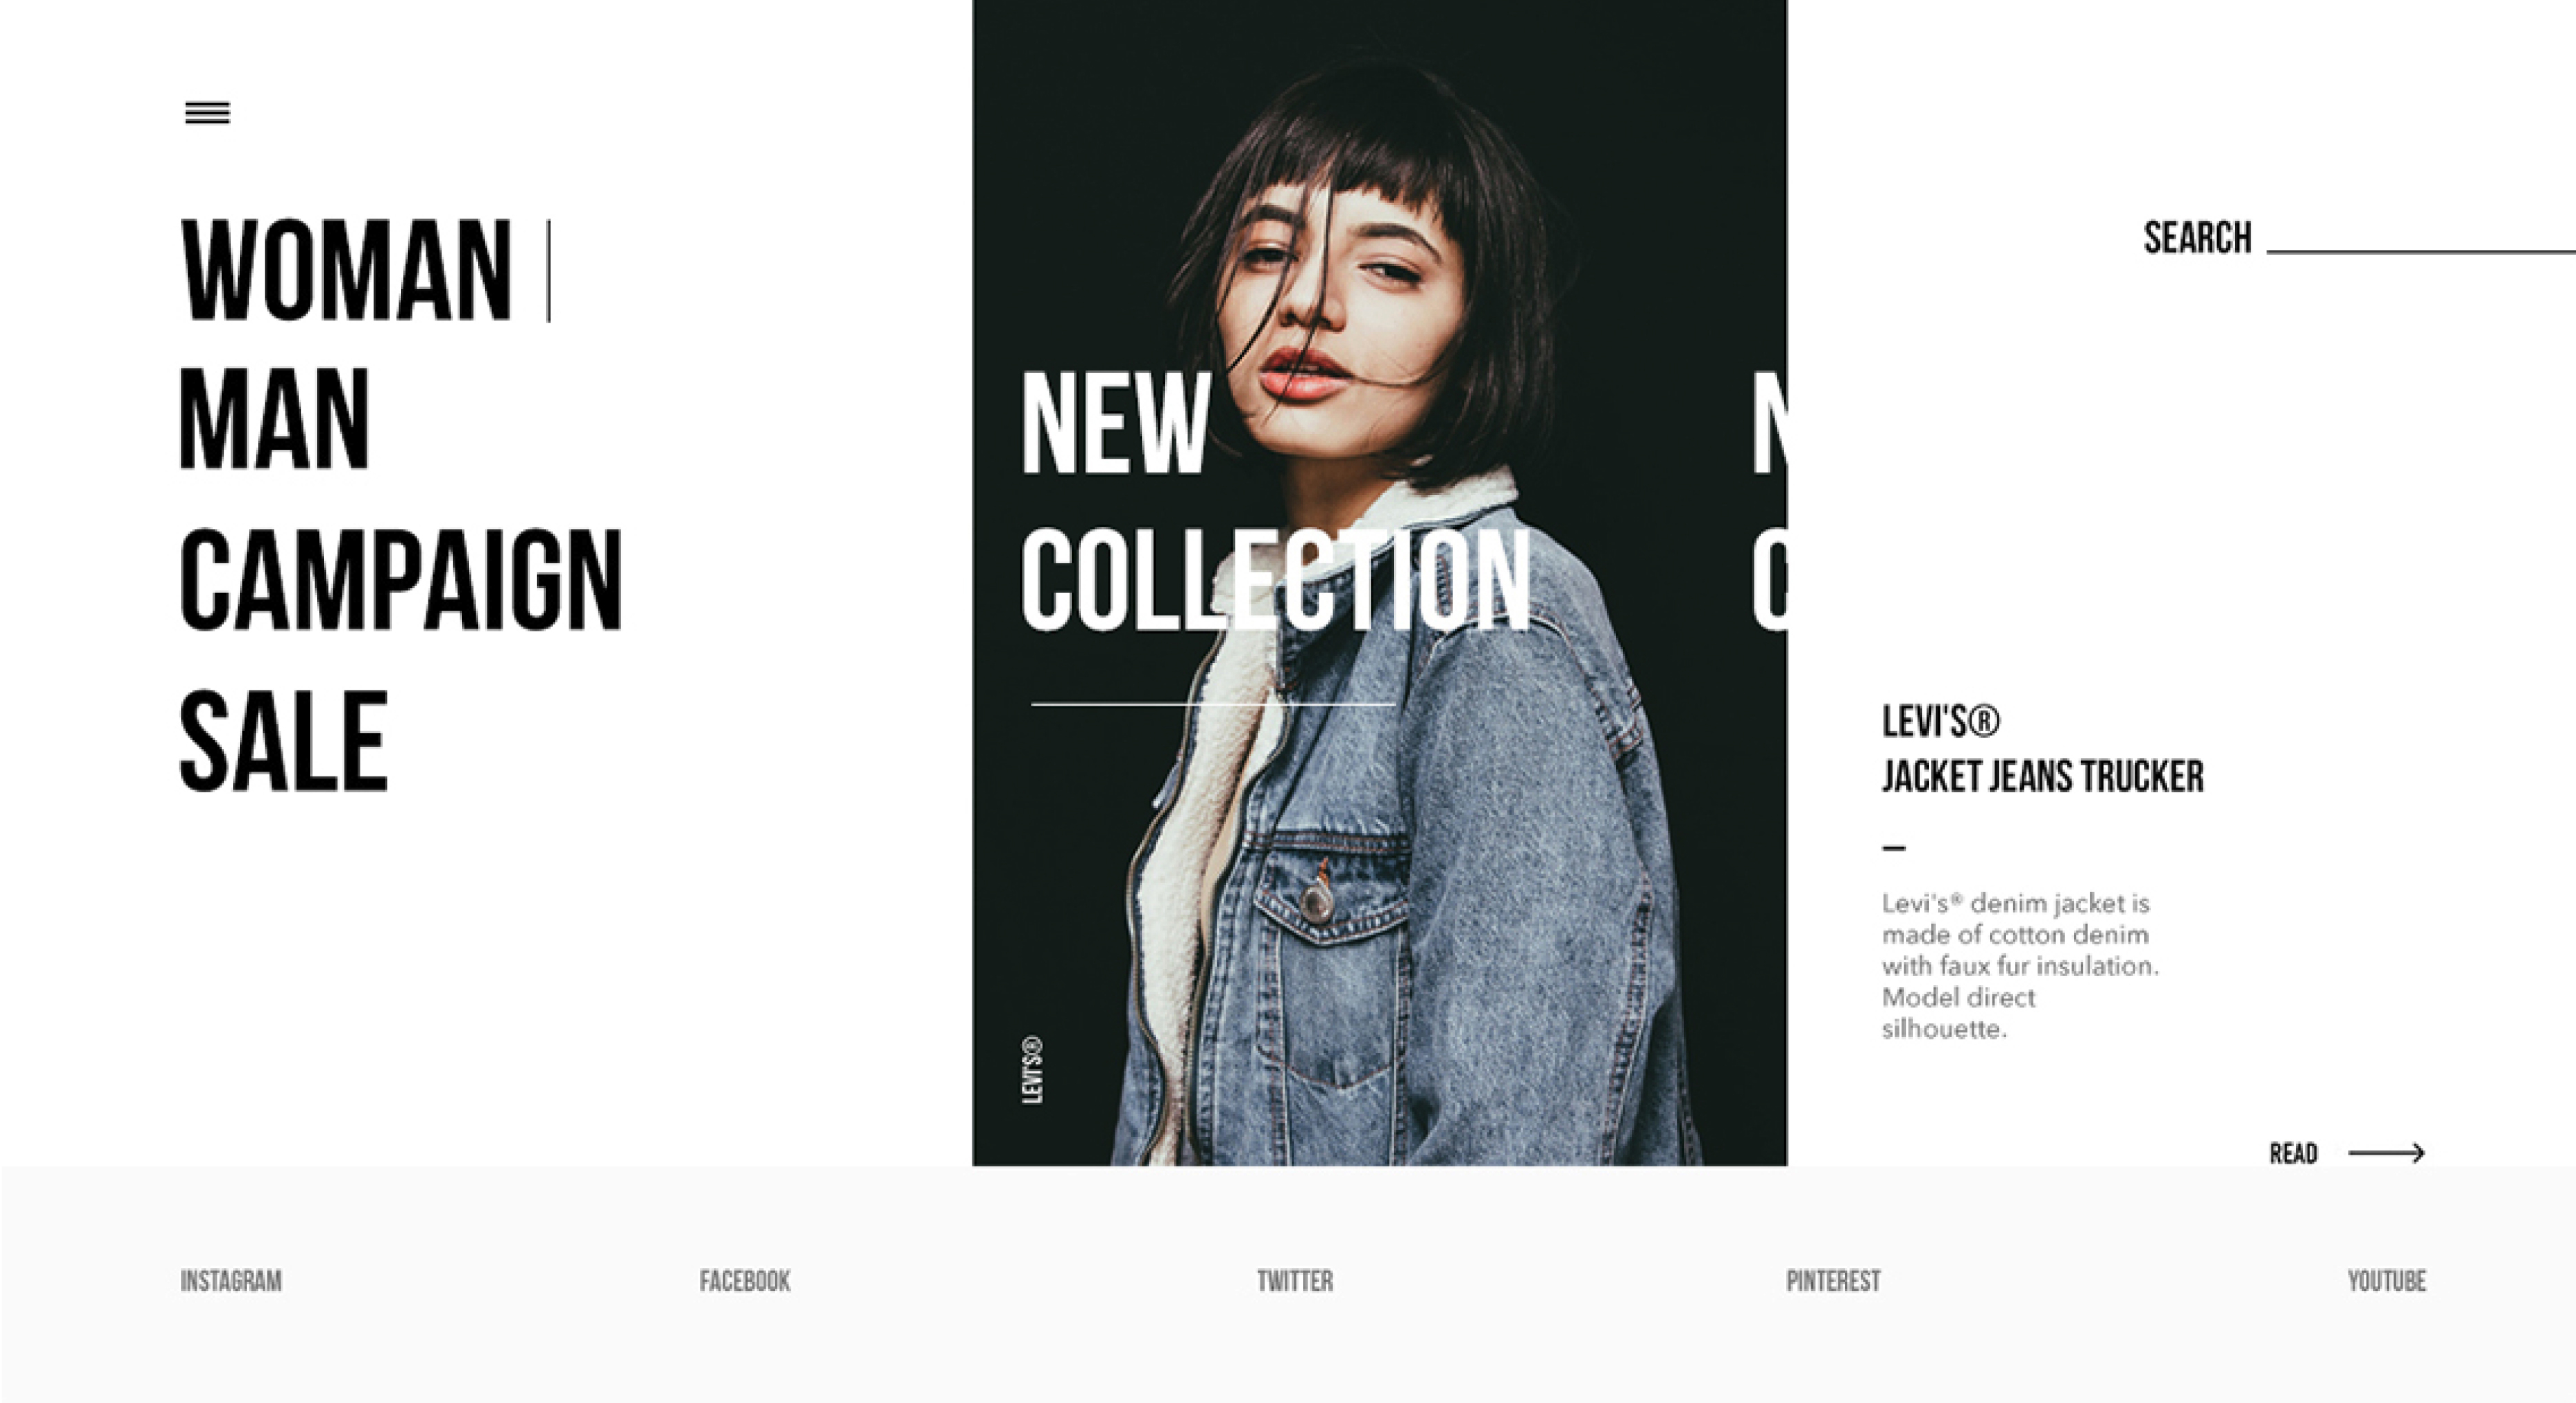 WOMAN
MAN
CAMPAIGN
SALE
SEARCH
NEW
COLLECTION
N
C
LEVI'S®
LEVI'S®
JACKET JEANS TRUCKER
Levi's® denim jacket is
made of cotton denim
with faux fur insulation.
Model direct
silhouette.
READ
INSTAGRAM
FACEBOOK
TWITTER
PINTEREST
YOUTUBE